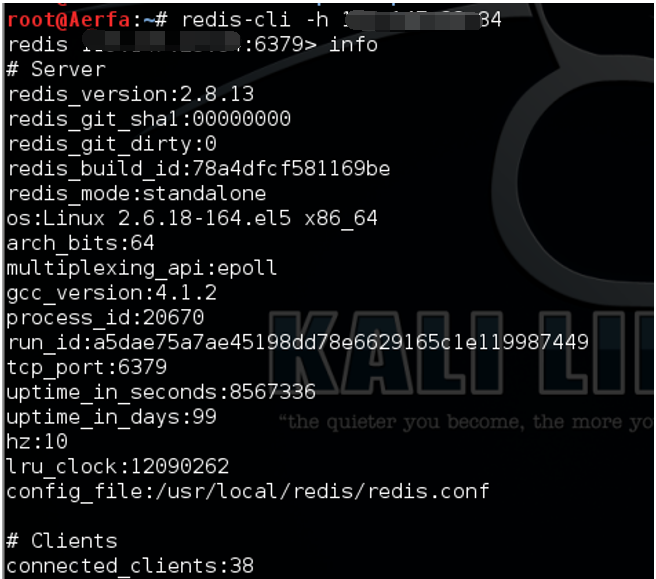 root@Aerfa:~# redis-cli -h 84
redis :6379> info
# Server
redis_version:2.8.13
redis_git_sha1:00000000
redis_git_dirty:0
redis_build_id:78a4dfcf581169be
redis_mode:standalone
os:Linux 2.6.18-164.el5 x86_64
arch_bits:64
multiplexing_api:epoll
gcc_version:4.1.2
process_id:20670
run_id:a5dae75a7ae45198dd78e6629165c1e119987449
tcp_port:6379
uptime_in_seconds:8567336
uptime_in_days:99
hz:10
lru_clock:12090262
config_file:/usr/local/redis/redis.conf
# Clients
connected_clients:38
KALI LI
“the quieter you become, the more yo